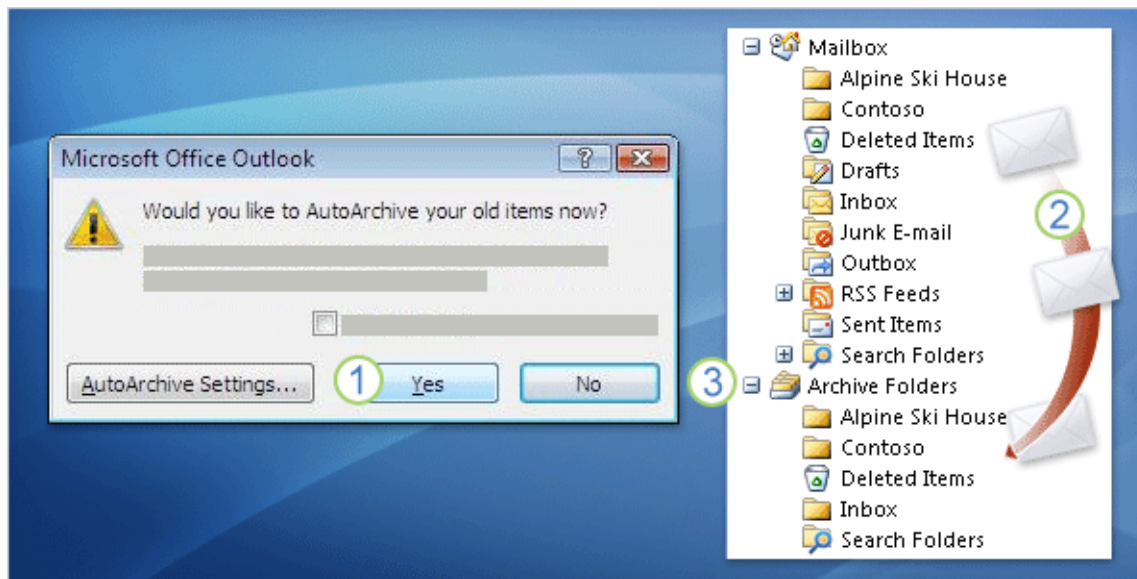 Microsoft Office Outlook
?
Would you like to AutoArchive your old items now?
AutoArchive Settings...
1
Yes
No
Mailbox
Alpine Ski House
Contoso
Deleted Items
Drafts
Inbox
2
Junk E-mail
Outbox
RSS Feeds
Sent Items
Search Folders
3
Archive Folders
Alpine Ski House
Contoso
Deleted Items
Inbox
Search Folders